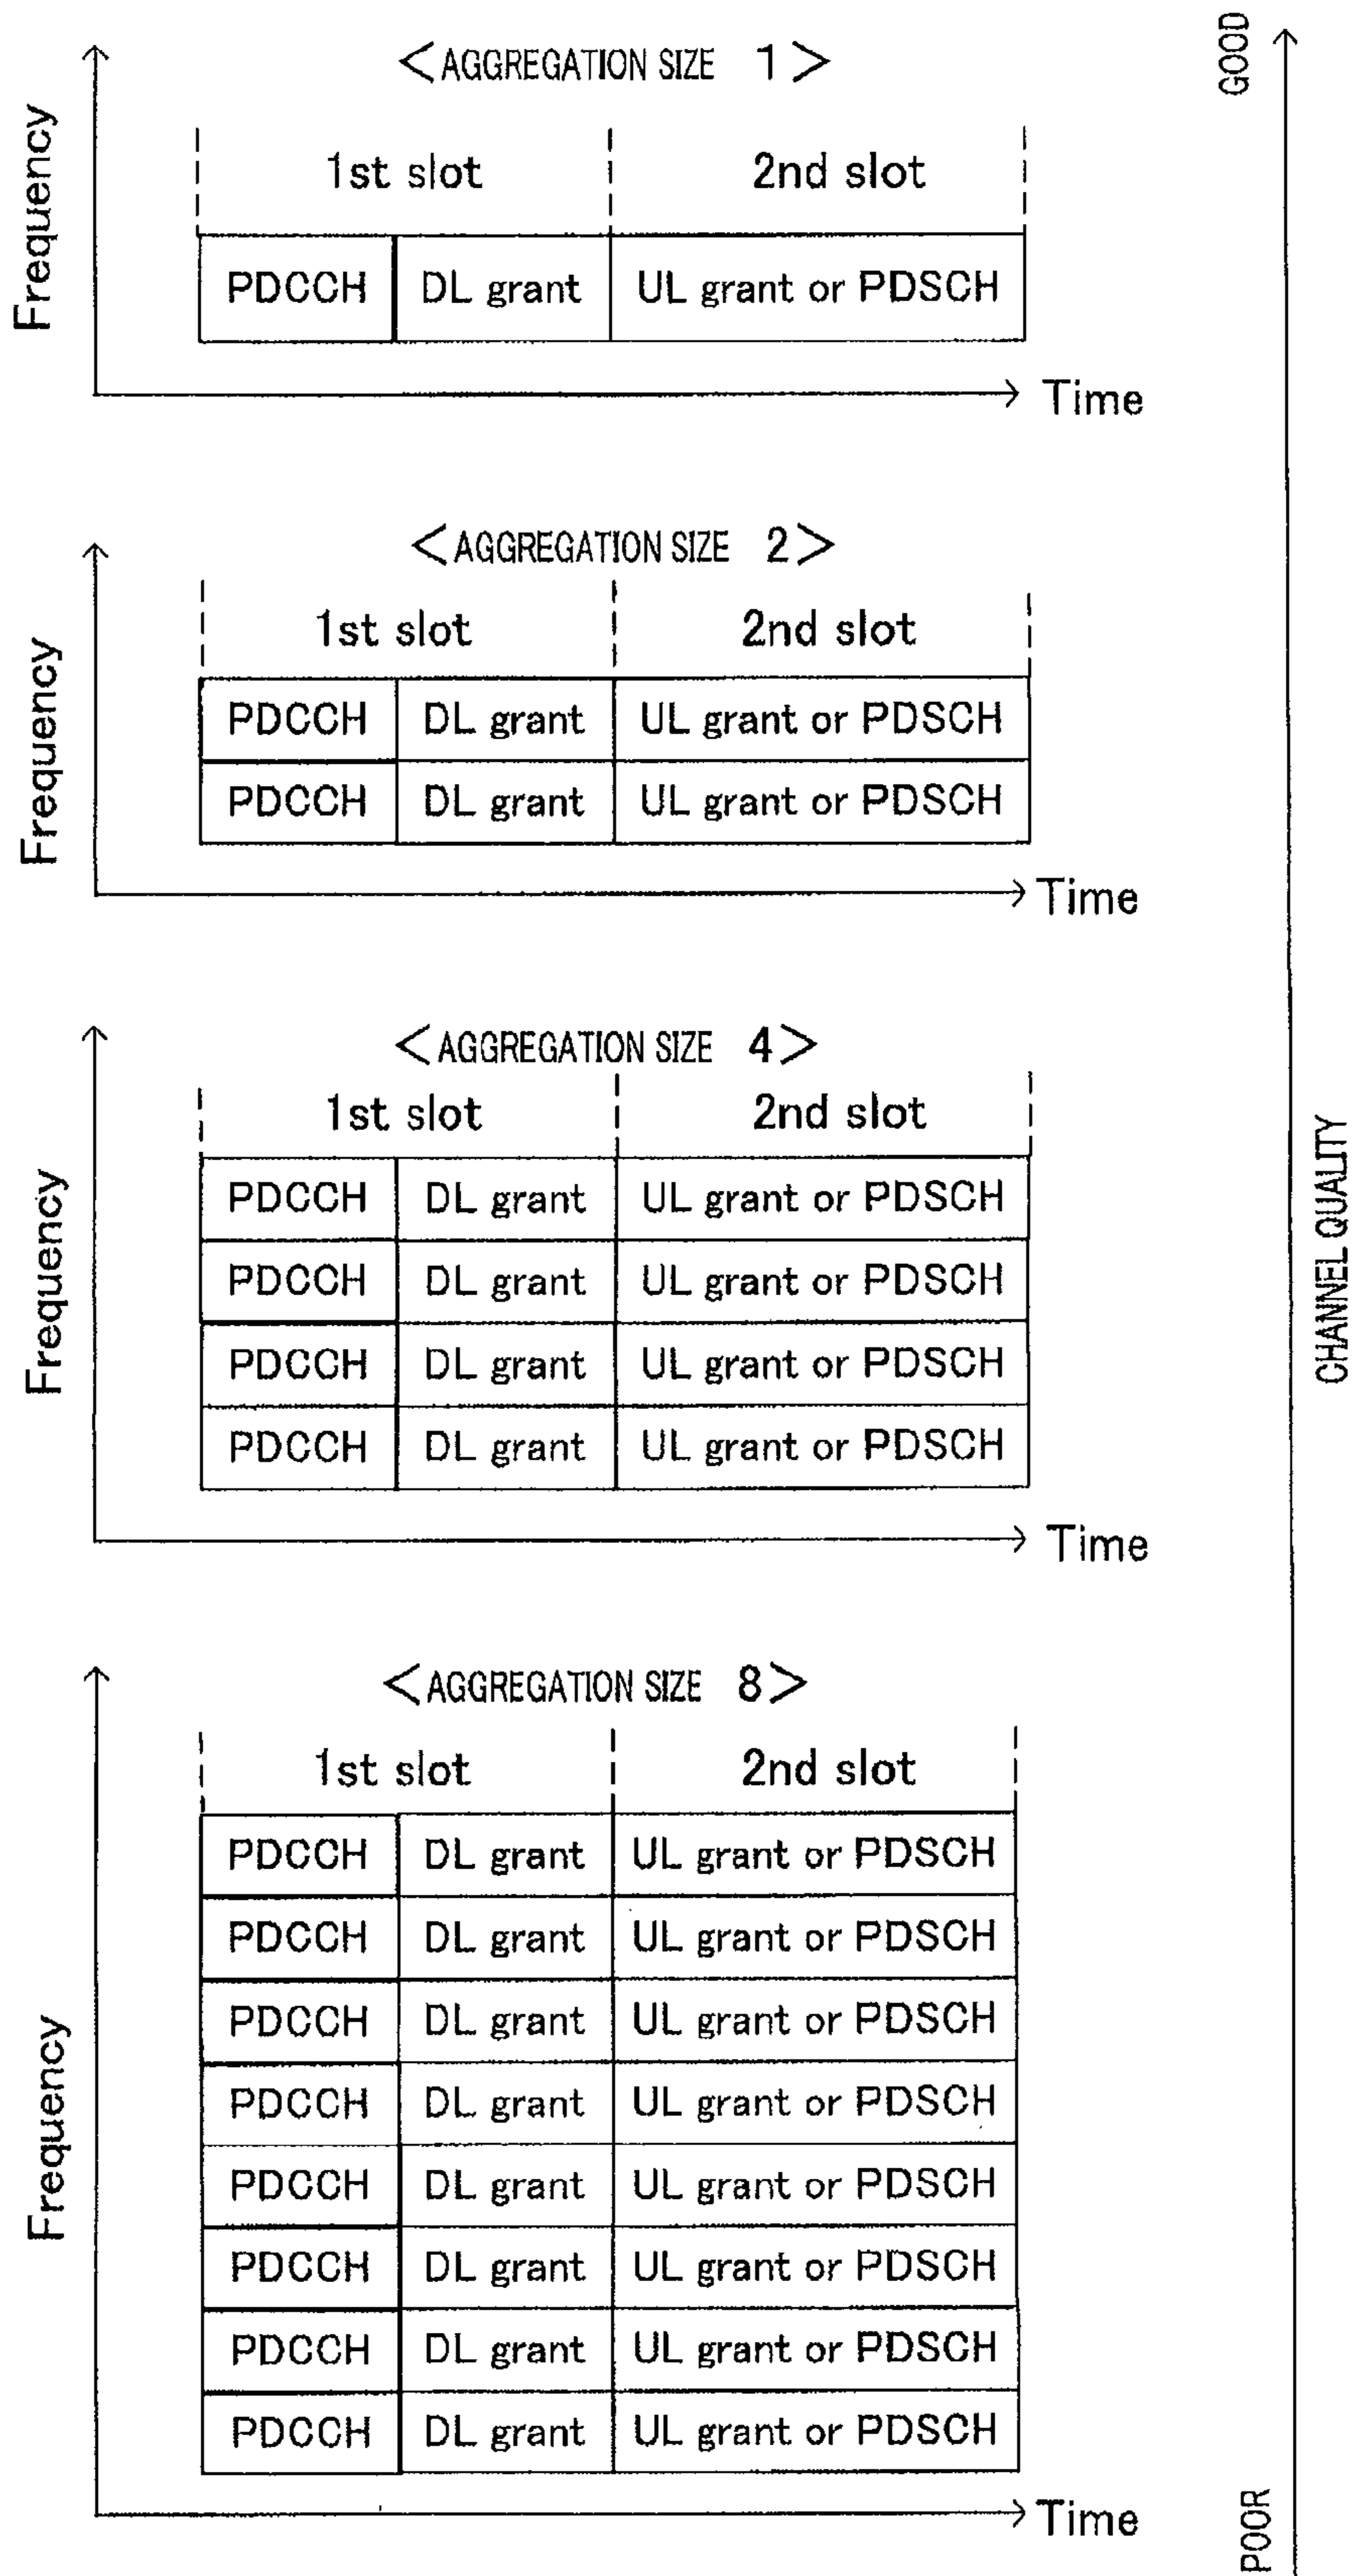 GOOD
<AGGREGATION SIZE 1>
1st slot 2nd slot
Frequency
PDCCH DL grant UL grant or PDSCH
Time
<AGGREGATION SIZE 2>
1st slot 2nd slot
Frequency
PDCCH DL grant UL grant or PDSCH
PDCCH DL grant UL grant or PDSCH
Time
<AGGREGATION SIZE 4>
1st slot 2nd slot
Frequency
PDCCH DL grant UL grant or PDSCH
PDCCH DL grant UL grant or PDSCH
PDCCH DL grant UL grant or PDSCH
PDCCH DL grant UL grant or PDSCH
Time
CHANNEL QUALITY
<AGGREGATION SIZE 8>
1st slot 2nd slot
Frequency
PDCCH DL grant UL grant or PDSCH
PDCCH DL grant UL grant or PDSCH
PDCCH DL grant UL grant or PDSCH
PDCCH DL grant UL grant or PDSCH
PDCCH DL grant UL grant or PDSCH
PDCCH DL grant UL grant or PDSCH
PDCCH DL grant UL grant or PDSCH
PDCCH DL grant UL grant or PDSCH
Time
POOR